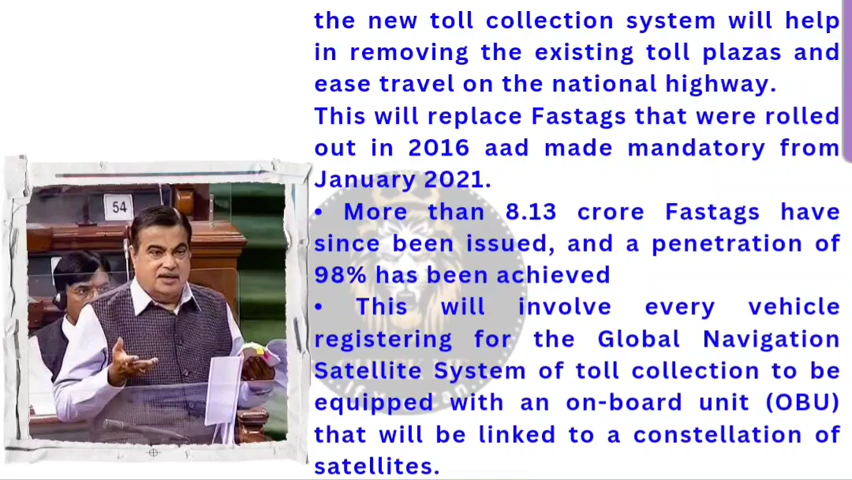 the new toll collection system will help
in removing the existing toll plazas and
ease travel on the national highway.
This will replace Fastags that were rolled
out in 2016 aad made mandatory from
January 2021.
• More than 8.13 crore Fastags have
since been issued, and a penetration of
98% has been achieved
• This will involve every vehicle
registering for the Global Navigation
Satellite System of toll collection to be
equipped with an on-board unit (OBU)
that will be linked to a constellation of
satellites.
54